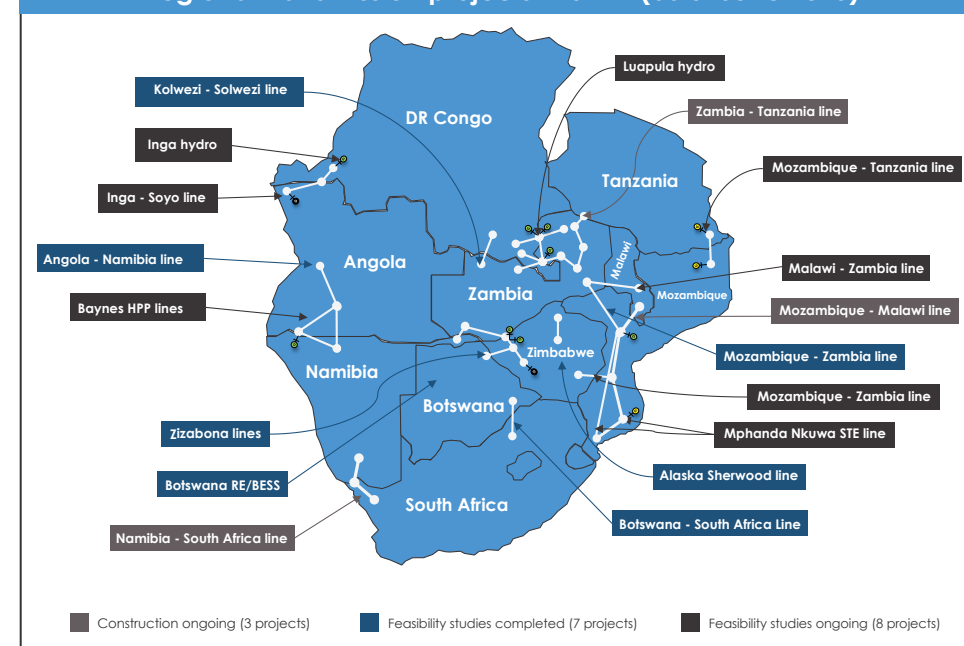 Kolwezi - Solwezi line
Luapula hydro
DR Congo
Zambia - Tanzania line
Inga hydro
Mozambique - Tanzania line
Tanzania
Inga - Soyo line
Angola - Namibia line
Angola
Malawi
Malawi - Zambia line
Zambia
Mozambique
Baynes HPP lines
Mozambique - Malawi line
Zimbabwe
Mozambique - Zambia line
Namibia
Mozambique - Zambia line
Botswana
Zizabona lines
Mphanda Nkuwa STE line
Botswana RE/BESS
Alaska Sherwood line
South Africa
Botswana - South Africa Line
Namibia - South Africa line
Construction ongoing (3 projects)
Feasibility studies completed (7 projects)
Feasibility studies ongoing (8 projects)